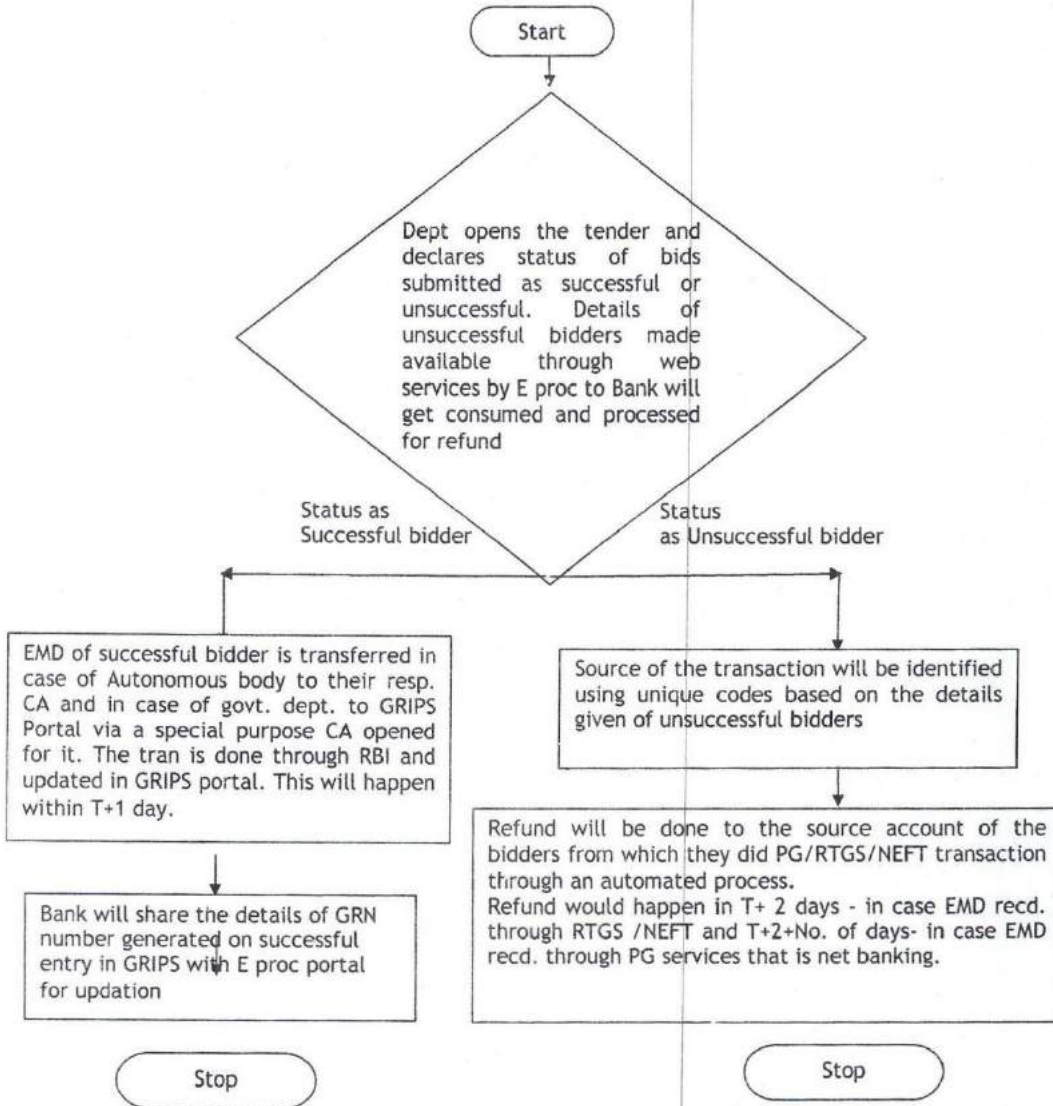 Start
Dept opens the tender and
declares status of bids
submitted as successful or
unsuccessful. Details of
unsuccessful bidders made
available through web
services by E proc to Bank will
get consumed and processed
for refund
Status as
Successful bidder
Status
as Unsuccessful bidder
EMD of successful bidder is transferred in
case of Autonomous body to their resp.
CA and in case of govt. dept. to GRIPS
Portal via a special purpose CA opened
for it. The tran is done through RBI and
updated in GRIPS portal. This will happen
within T+1 day.
Bank will share the details of GRN
number generated on successful
entry in GRIPS with E proc portal
for updation
Stop
Source of the transaction will be identified
using unique codes based on the details
given of unsuccessful bidders
Refund will be done to the source account of the
bidders from which they did PG/RTGS/NEFT transaction
through an automated process.
Refund would happen in T+ 2 days - in case EMD recd.
through RTGS /NEFT and T+2+No. of days- in case EMD
recd. through PG services that is net banking.
Stop